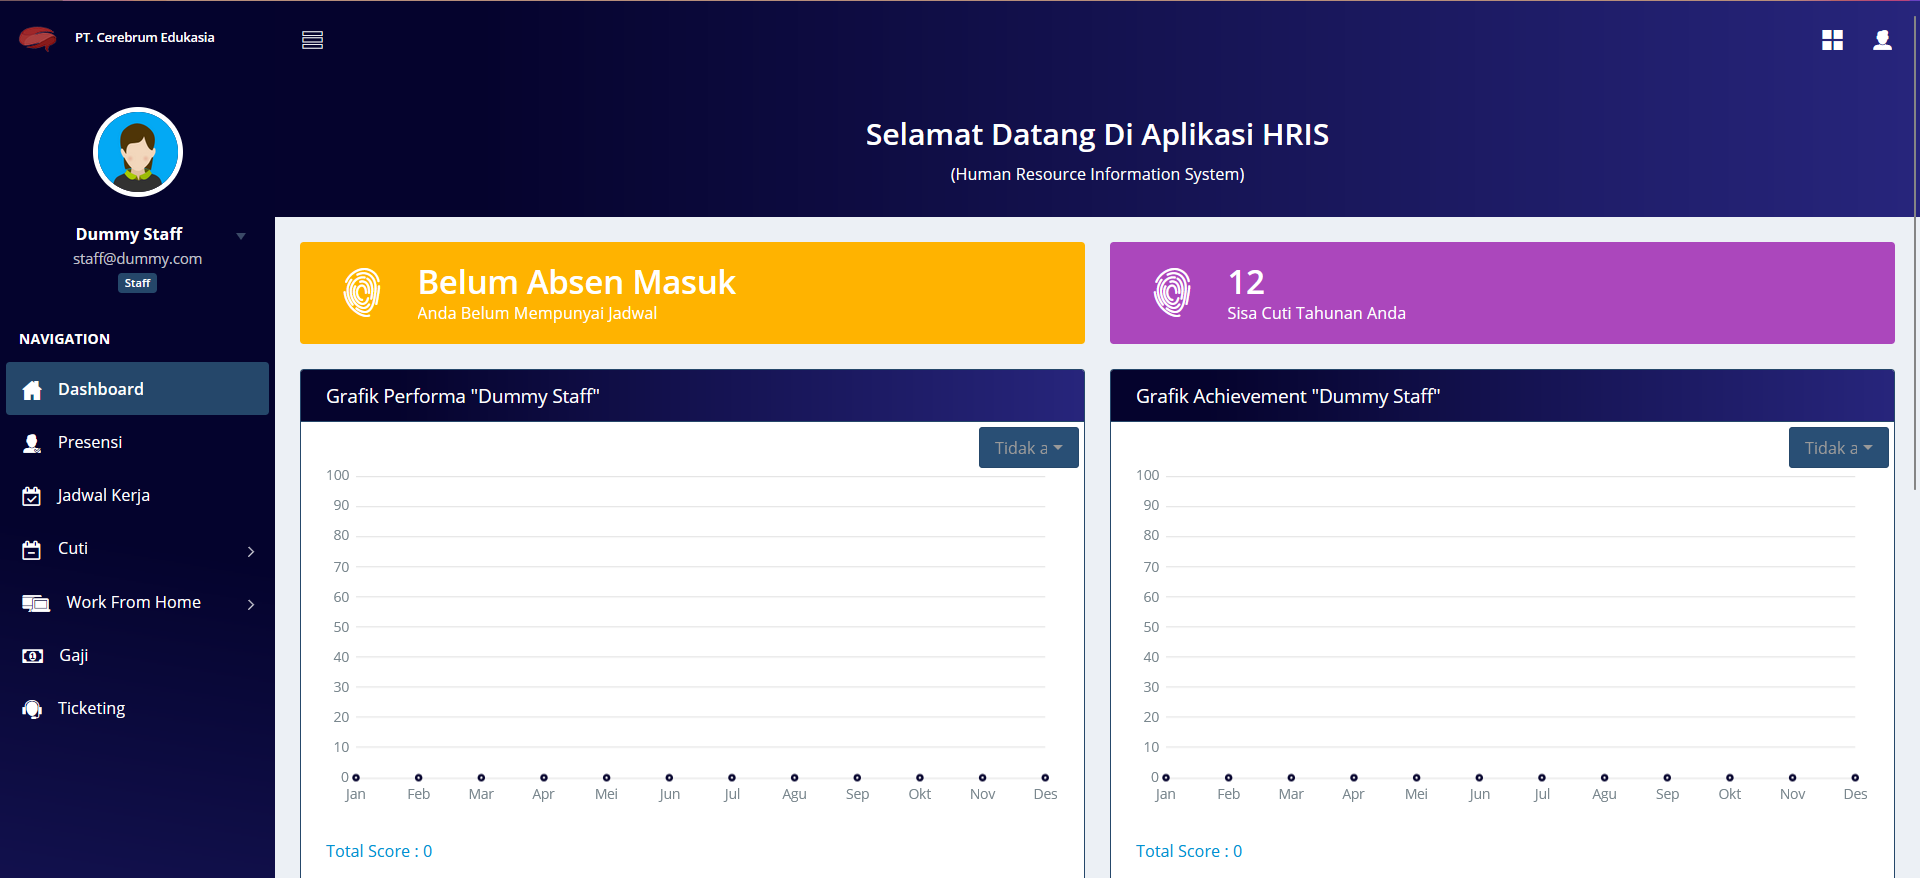 PT. Cerebrum Edukasia
Selamat Datang Di Aplikasi HRIS
(Human Resource Information System)
Dummy Staff
staff@dummy.com
Staff
NAVIGATION
Dashboard
Presensi
Jadwal Kerja
Cuti
Work From Home
Gaji
Ticketing
Belum Absen Masuk
Anda Belum Mempunyai Jadwal
12
Sisa Cuti Tahunan Anda
Grafik Performa "Dummy Staff"
Tidak a
100
90
80
70
60
50
40
30
20
10
0
Jan Feb Mar Apr Mei Jun Jul Agu Sep Okt Nov Des
Total Score : 0
Grafik Achievement "Dummy Staff"
Tidak a
100
90
80
70
60
50
40
30
20
10
0
Jan Feb Mar Apr Mei Jun Jul Agu Sep Okt Nov Des
Total Score : 0